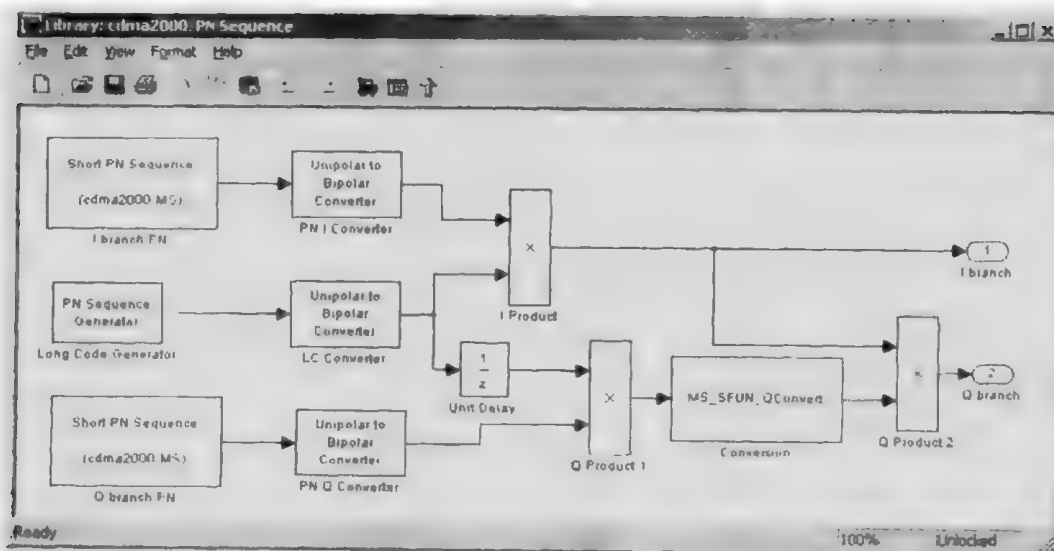 Library: cdma2000. PN Sequence
File Edit View Format Help
Short PN Sequence
(cdma2000 MS)
I branch PN
Unipolar to
Bipolar
Converter
PN I Converter
×
I Product
1
I branch
PN Sequence
Generator
Long Code Generator
Unipolar to
Bipolar
Converter
LC Converter
1
z
Unit Delay
×
Q Product 1
MS_SFUN_QConvert
Conversion
×
Q Product 2
2
Q branch
Short PN Sequence
(cdma2000 MS)
Q branch PN
Unipolar to
Bipolar
Converter
PN Q Converter
Ready
100%
Unlocked